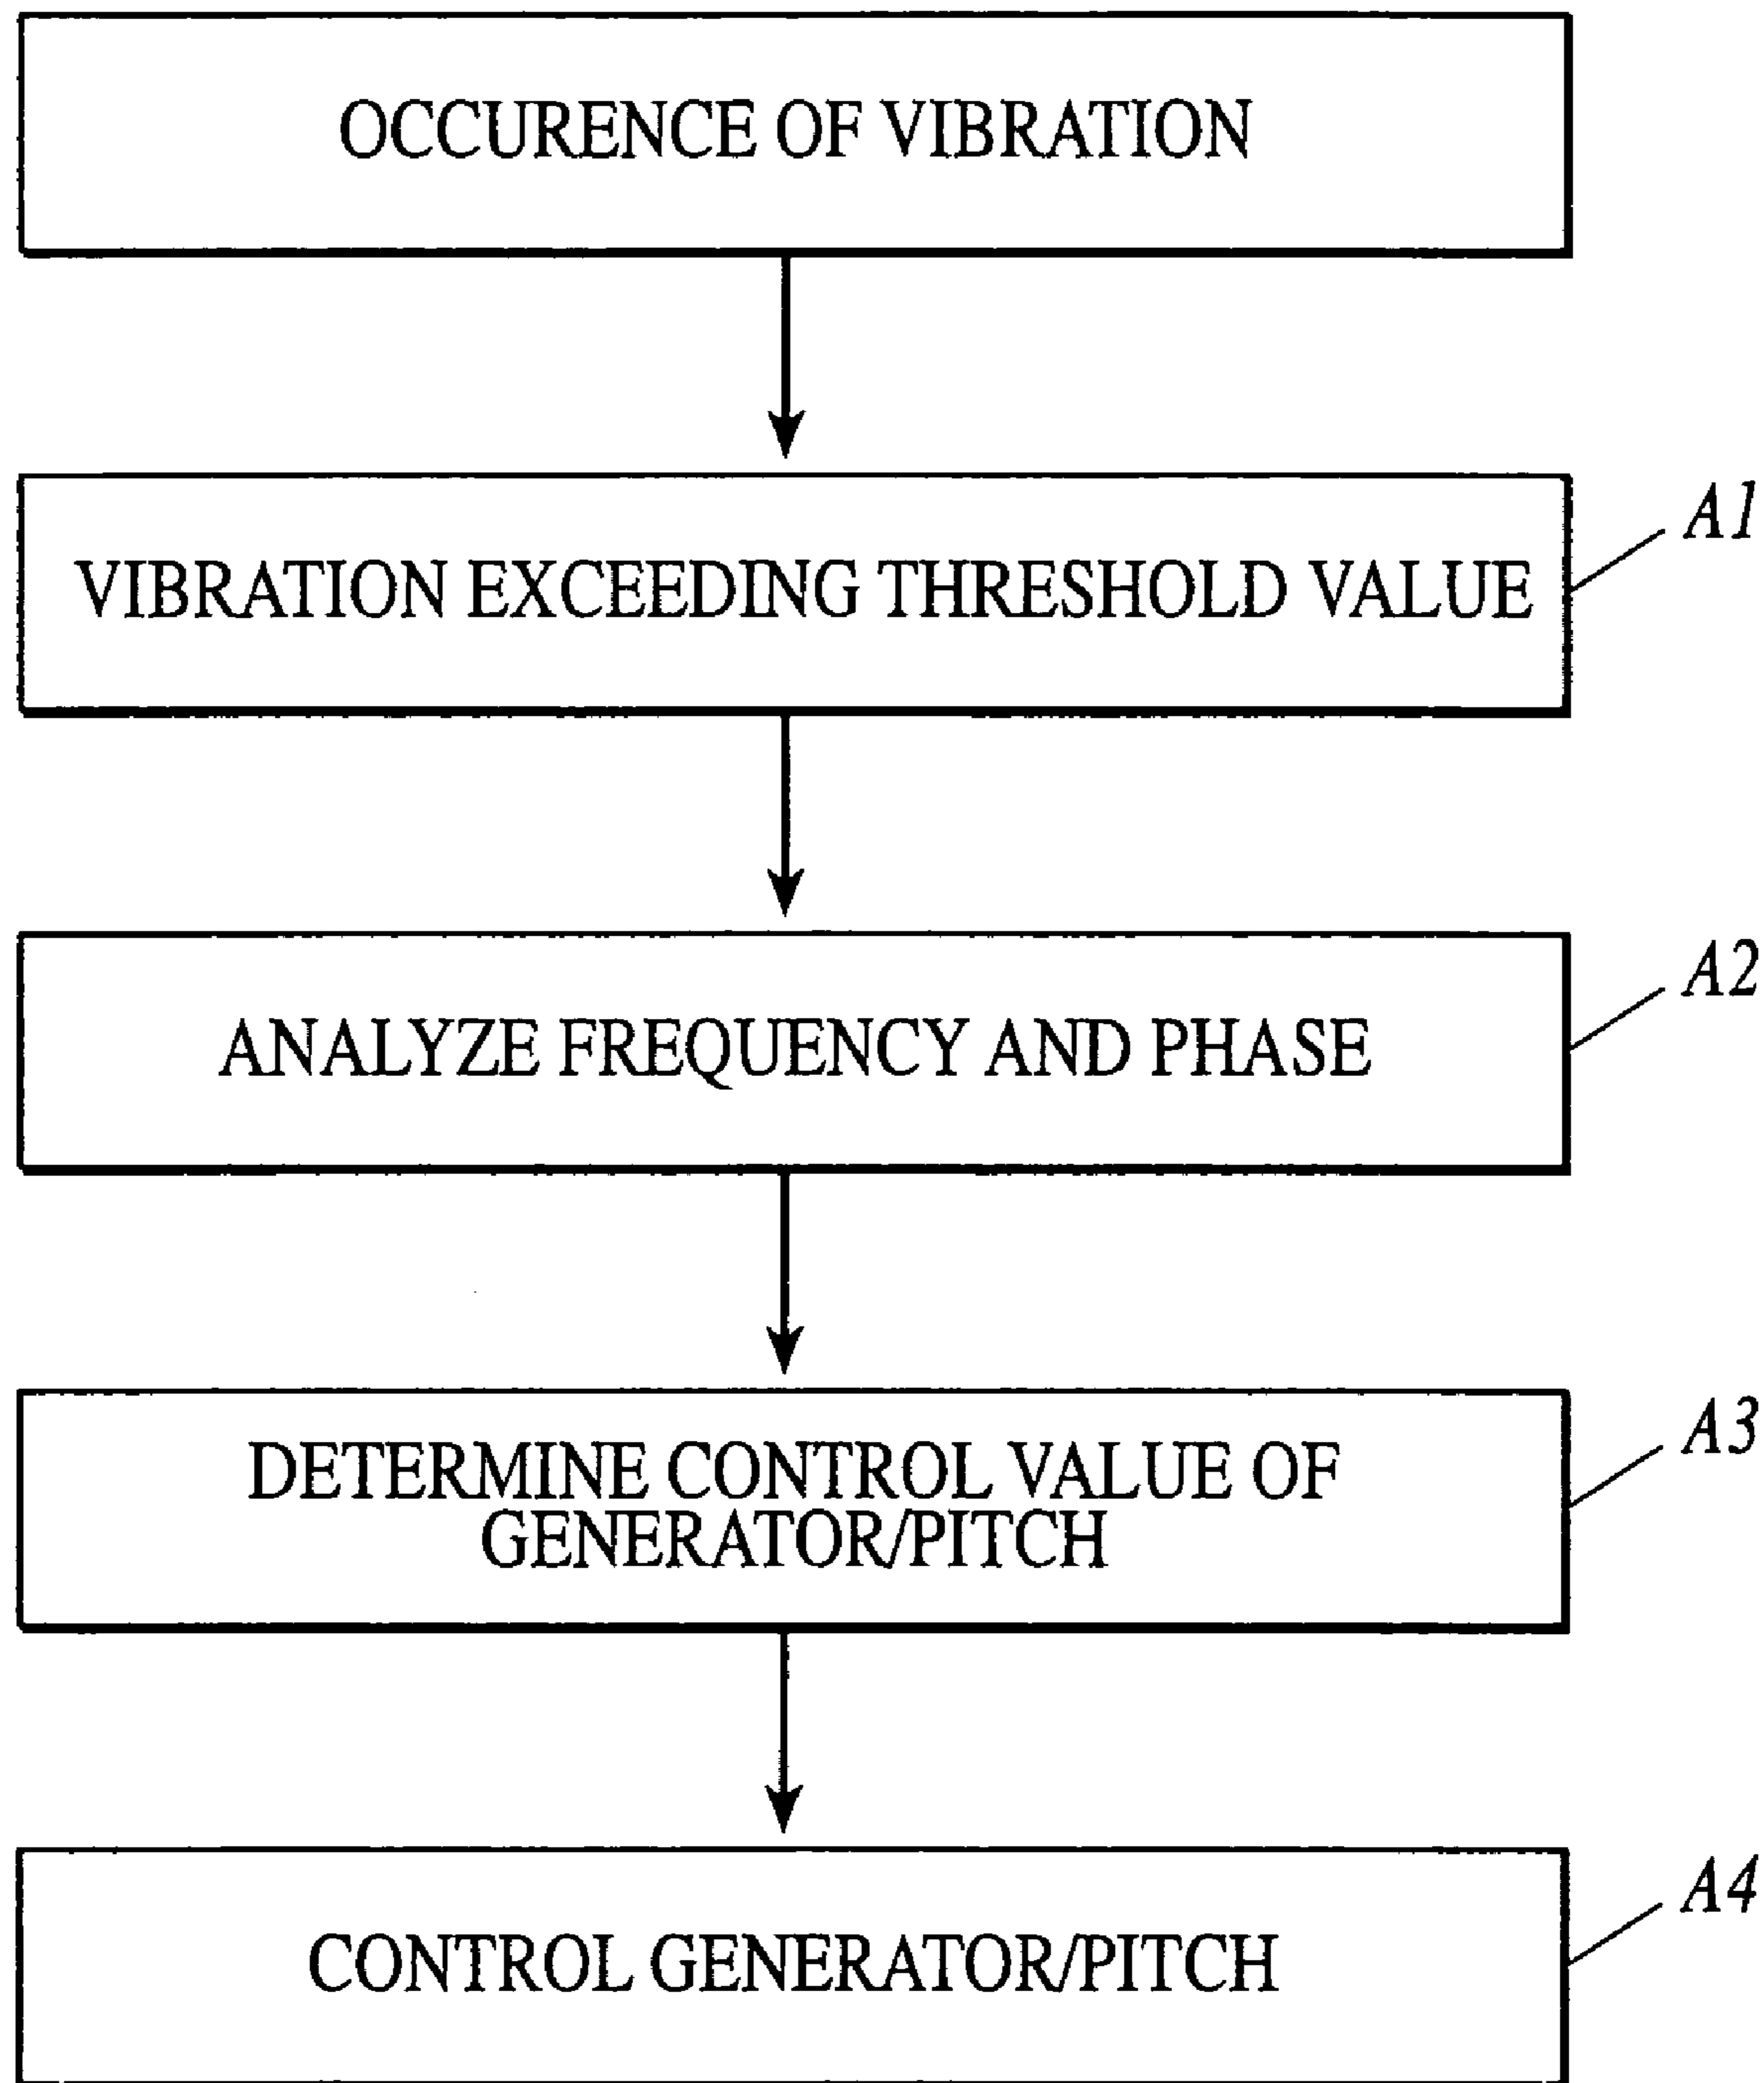 OCCURENCE OF VIBRATION
VIBRATION EXCEEDING THRESHOLD VALUE
A1
ANALYZE FREQUENCY AND PHASE
A2
DETERMINE CONTROL VALUE OF
GENERATOR/PITCH
A3
CONTROL GENERATOR/PITCH
A4